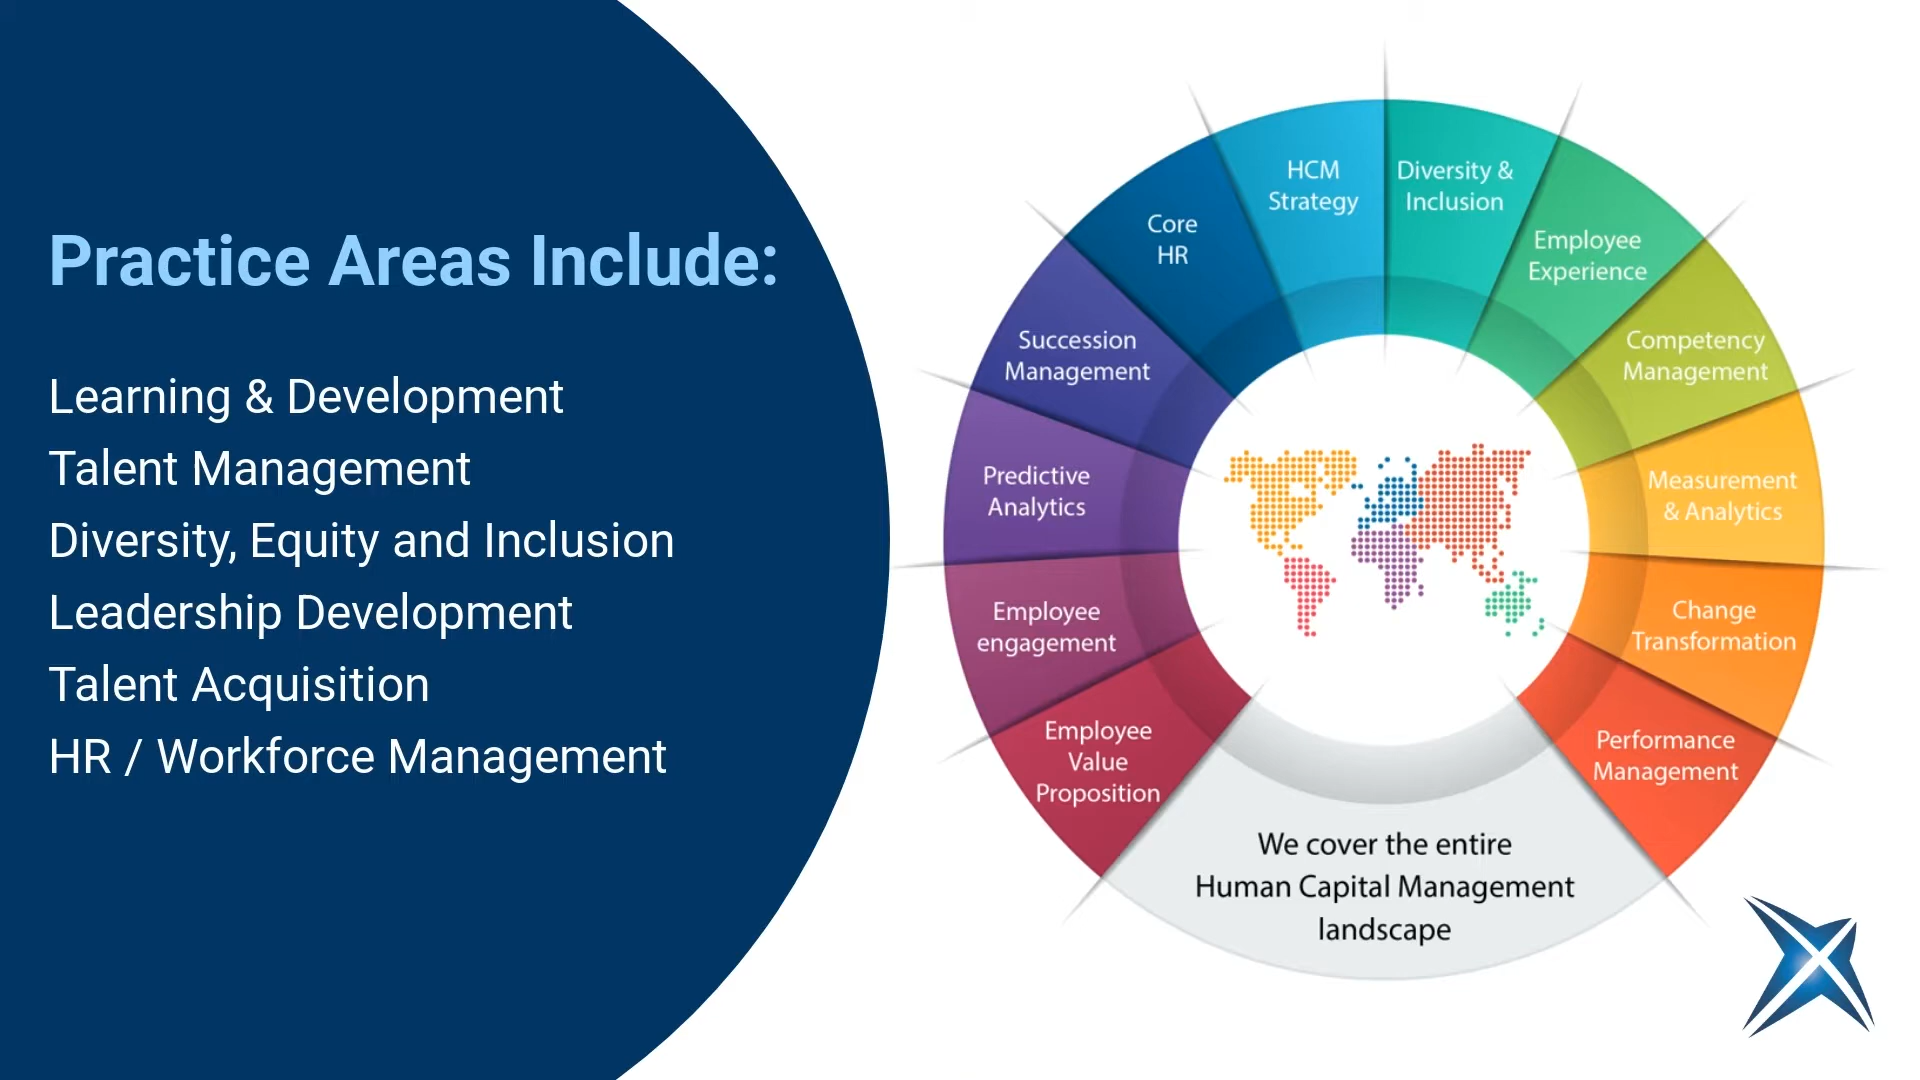 Practice Areas Include:
Learning & Development
Talent Management
Diversity, Equity and Inclusion
Leadership Development
Talent Acquisition
HR / Workforce Management
HCM
Strategy
Diversity &
Inclusion
Employee
Experience
Competency
Management
Measurement
& Analytics
Change
Transformation
Performance
Management
We cover the entire
Human Capital Management
landscape
Employee
Value
Proposition
Employee
engagement
Predictive
Analytics
Succession
Management
Core
HR